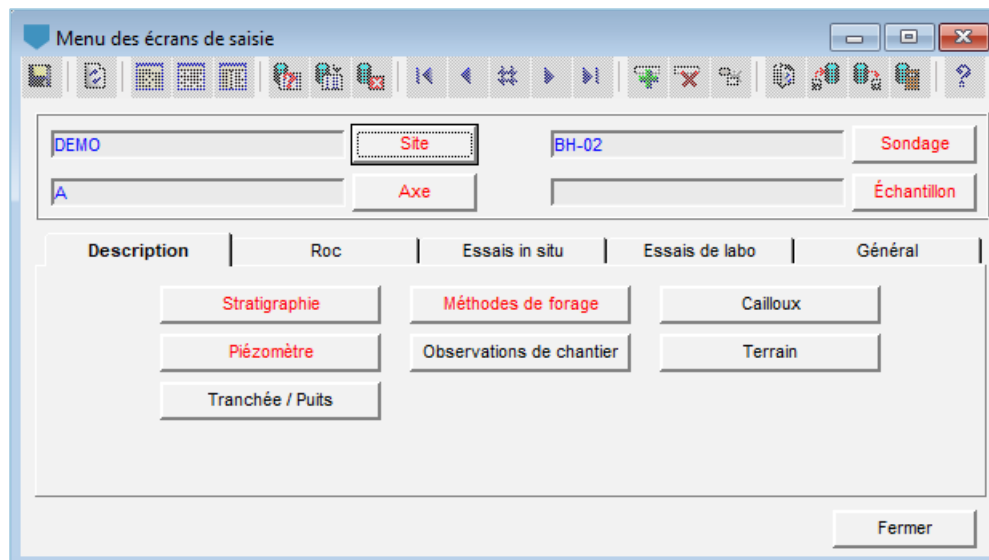 Menu des écrans de saisie
DEMO Site BH-02 Sondage
A Axe Échantillon
Description Roc Essais in situ Essais de labo Général
Stratigraphie Méthodes de forage Cailloux
Piézomètre Observations de chantier Terrain
Tranchée / Puits
Fermer